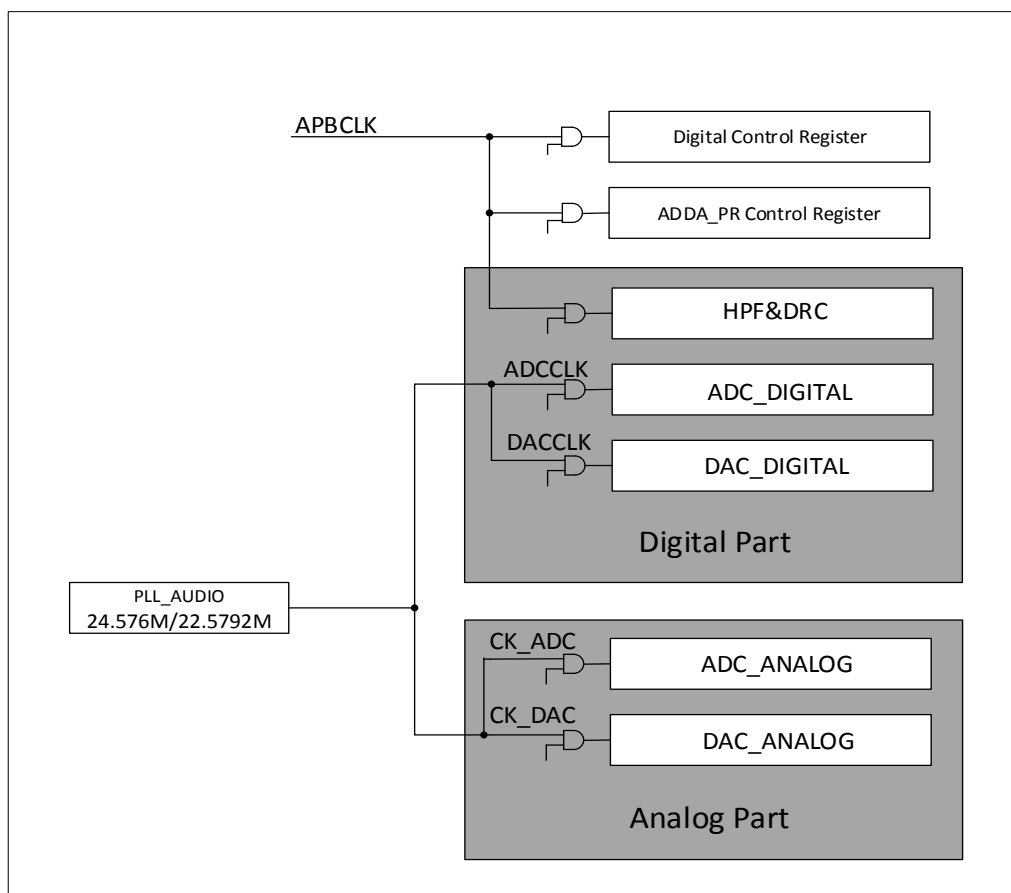 APBCLK
Digital Control Register
ADDA_PR Control Register
HPF&DRC
ADCCLK
ADC_DIGITAL
DACCLK
DAC_DIGITAL
Digital Part
PLL_AUDIO
24.576M/22.5792M
CK_ADC
ADC_ANALOG
CK_DAC
DAC_ANALOG
Analog Part